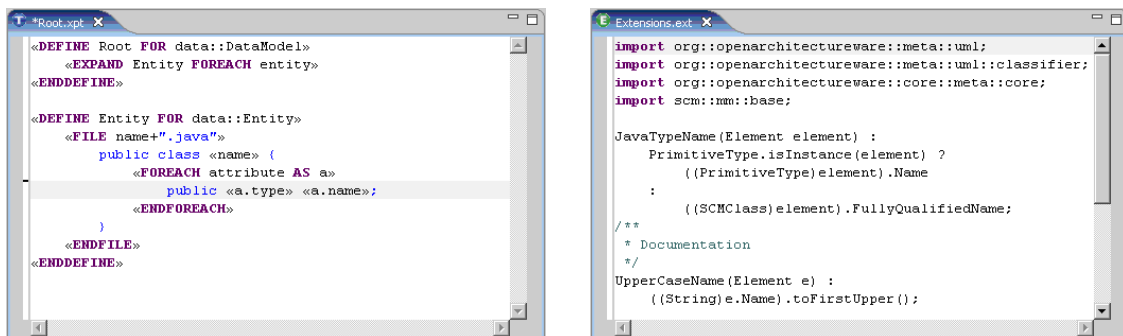 *Root.xpt
«DEFINE Root FOR data::DataModel»
«EXPAND Entity FOREACH entity»
«ENDDEFINE»
«DEFINE Entity FOR data::Entity»
«FILE name+".java"»
public class «name» {
«FOREACH attribute AS a»
public «a.type» «a.name»;
«ENDFOREACH»
}
«ENDFILE»
«ENDDEFINE»
Extensions.ext
import org::openarchitectureware::meta::uml;
import org::openarchitectureware::meta::uml::classifier;
import org::openarchitectureware::core::meta::core;
import scm::mm::base;
JavaTypeName(Element element) :
PrimitiveType.isInstance(element) ?
((PrimitiveType)element).Name
:
((SCMClass)element).FullyQualifiedName;
/**
* Documentation
*/
UpperCaseName(Element e) :
((String)e.Name).toFirstUpper();